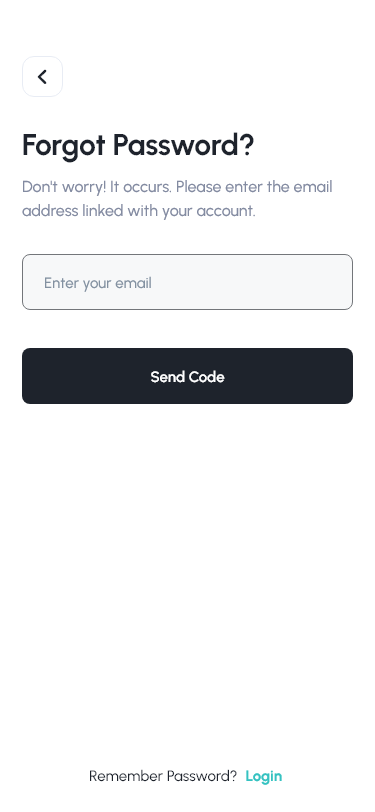 Forgot Password?
Don't worry! It occurs. Please enter the email
address linked with your account.
Enter your email
Send Code
Remember Password? Login